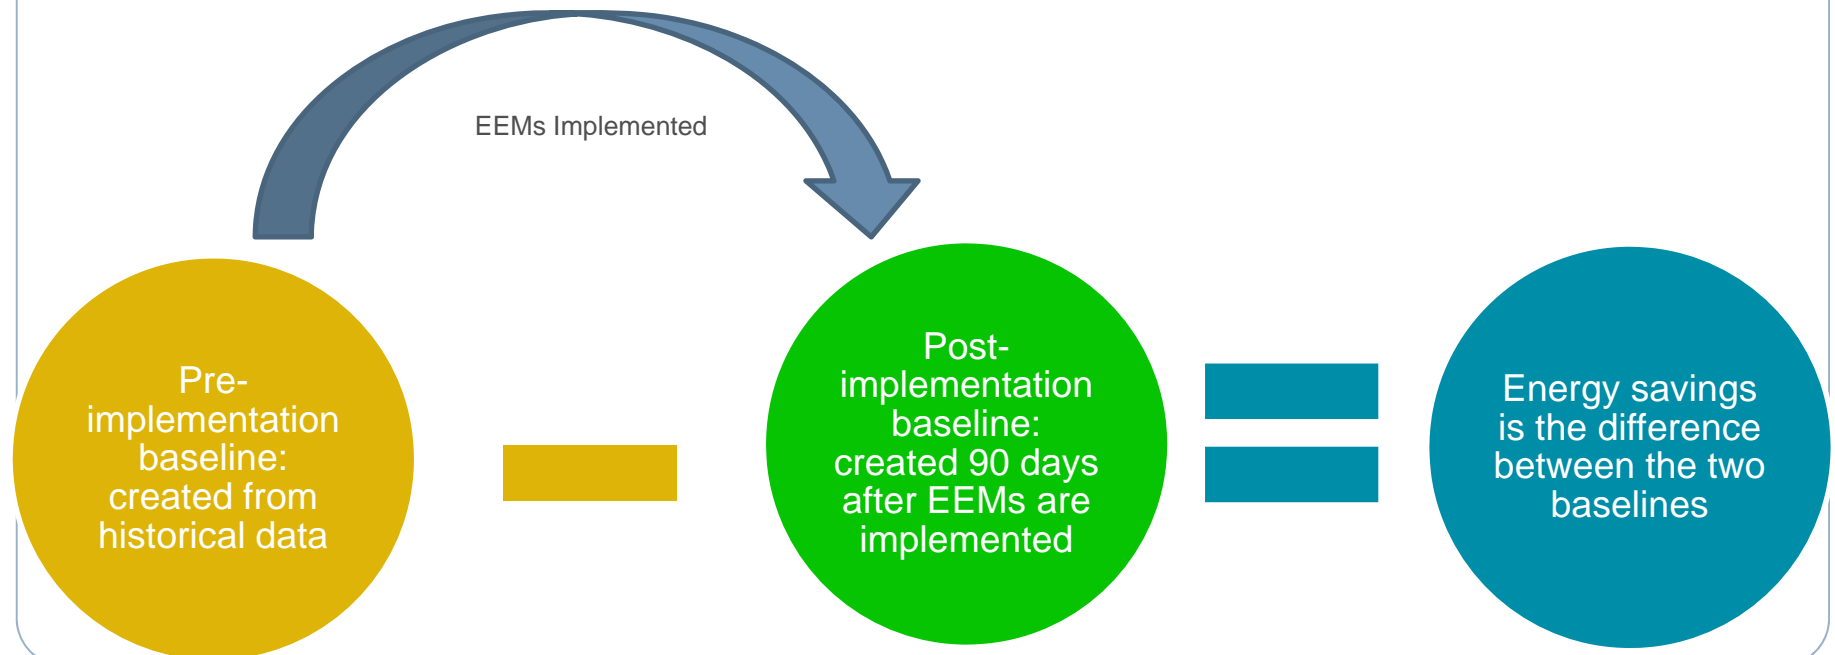 EEMs Implemented
Pre-
implementation
baseline:
created from
historical data
Post-
implementation
baseline:
created 90 days
after EEMs are
implemented
Energy savings
is the difference
between the two
baselines